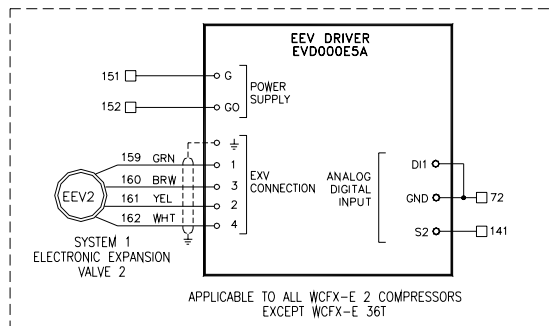 EEV DRIVER
EVD000E5A
151
G
152
GO
POWER
SUPPLY
159 GRN
1
160 BRW
3
161 YEL
2
162 WHT
4
EEV2
EXV
CONNECTION
ANALOG
DIGITAL
INPUT
DI1
GND
72
S2
141
SYSTEM 1
ELECTRONIC EXPANSION
VALVE 2
APPLICABLE TO ALL WCFX-E 2 COMPRESSORS
EXCEPT WCFX-E 36T